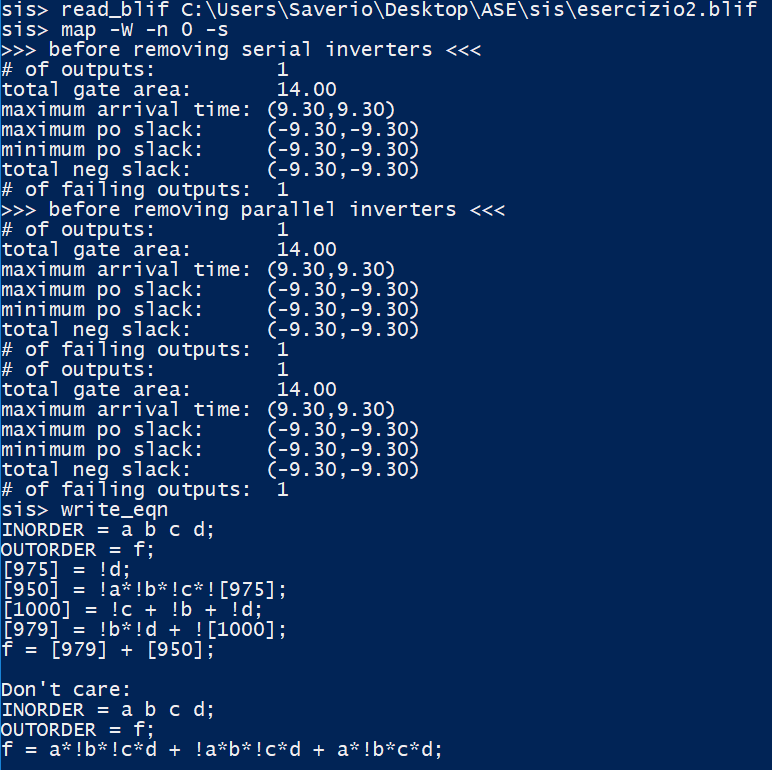 sis> read_blif C:\Users\Saverio\Desktop\ASE\sis\esercizio2.blif
sis> map -W -n 0 -s
>>> before removing serial inverters <<<
# of outputs:          1
total gate area:       14.00
maximum arrival time: (9.30,9.30)
maximum po slack:     (-9.30,-9.30)
minimum po slack:     (-9.30,-9.30)
total neg slack:      (-9.30,-9.30)
# of failing outputs:  1
>>> before removing parallel inverters <<<
# of outputs:          1
total gate area:       14.00
maximum arrival time: (9.30,9.30)
maximum po slack:     (-9.30,-9.30)
minimum po slack:     (-9.30,-9.30)
total neg slack:      (-9.30,-9.30)
# of failing outputs:  1
# of outputs:          1
total gate area:       14.00
maximum arrival time: (9.30,9.30)
maximum po slack:     (-9.30,-9.30)
minimum po slack:     (-9.30,-9.30)
total neg slack:      (-9.30,-9.30)
# of failing outputs:  1
sis> write_eqn
INORDER = a b c d;
OUTORDER = f;
[975] = !d;
[950] = !a*!b*!c*![975];
[1000] = !c + !b + !d;
[979] = !b*!d + ![1000];
f = [979] + [950];

Don't care:
INORDER = a b c d;
OUTORDER = f;
f = a*!b*!c*d + !a*b*!c*d + a*!b*c*d;